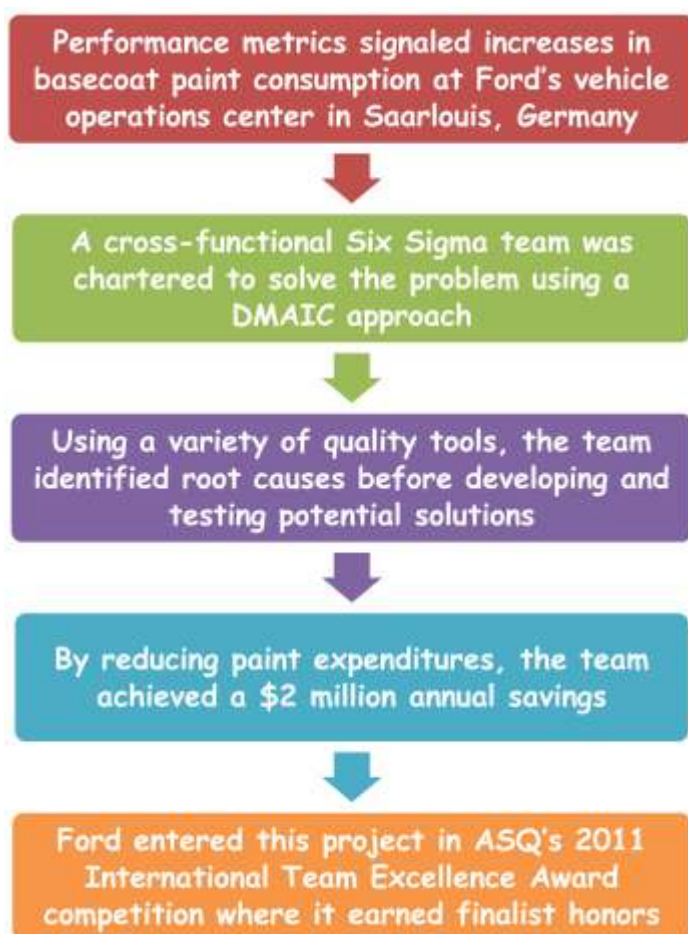 Performance metrics signaled increases in
basecoat paint consumption at Ford's vehicle
operations center in Saarlouis, Germany
A cross-functional Six Sigma team was
chartered to solve the problem using a
DMAIC approach
Using a variety of quality tools, the team
identified root causes before developing and
testing potential solutions
By reducing paint expenditures, the team
achieved a $2 million annual savings
Ford entered this project in ASQ's 2011
International Team Excellence Award
competition where it earned finalist honors